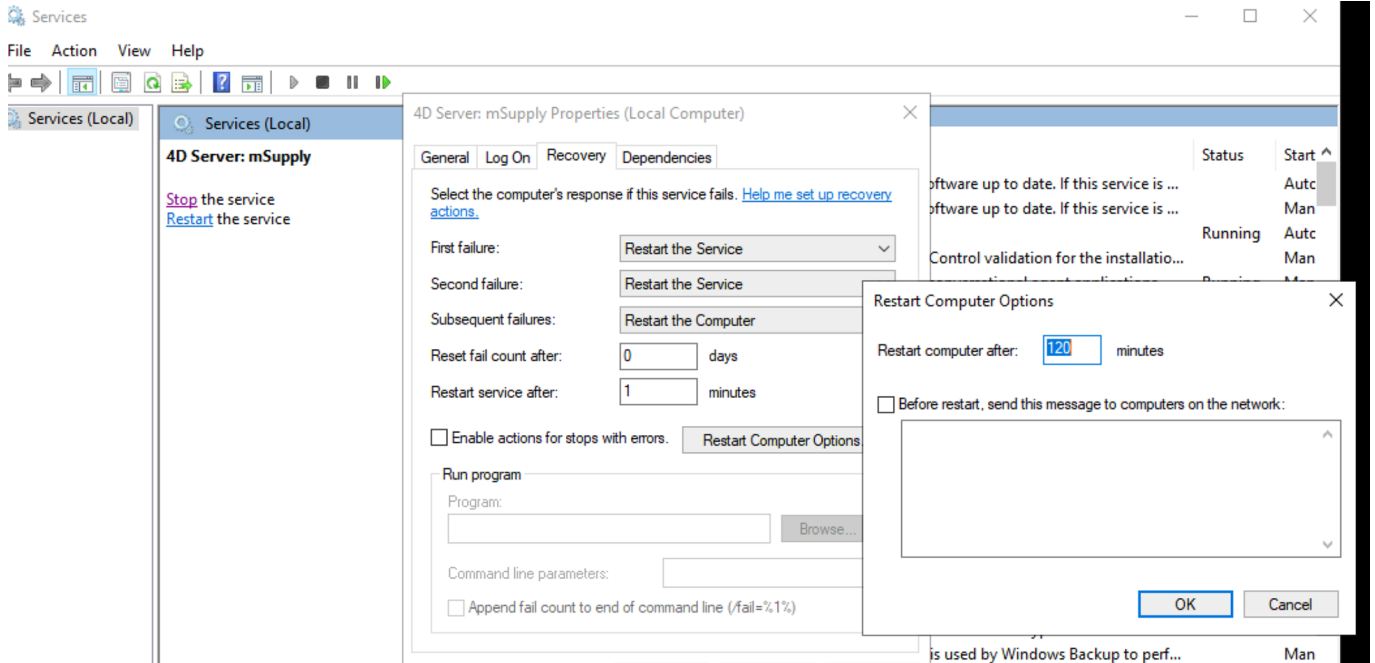 Services
File Action View Help
Services (Local)
Services (Local)
4D Server: mSupply
Stop the service
Restart the service
4D Server: mSupply Properties (Local Computer)
General Log On Recovery Dependencies
Select the computer's response if this service fails. Help me set up recovery
actions.
First failure: Restart the Service
Second failure: Restart the Service
Subsequent failures: Restart the Computer
Reset fail count after: 0 days
Restart service after: 1 minutes
Enable actions for stops with errors. Restart Computer Options
Run program
Program:
Browse...
Command line parameters:
Append fail count to end of command line (/fail=%1%)
Status Start
software up to date. If this service is ... Autc
software up to date. If this service is ... Man
Running Autc
Control validation for the installatio... Man
Restart Computer Options
Restart computer after: 120 minutes
Before restart, send this message to computers on the network:
OK Cancel
is used by Windows Backup to perf... Man